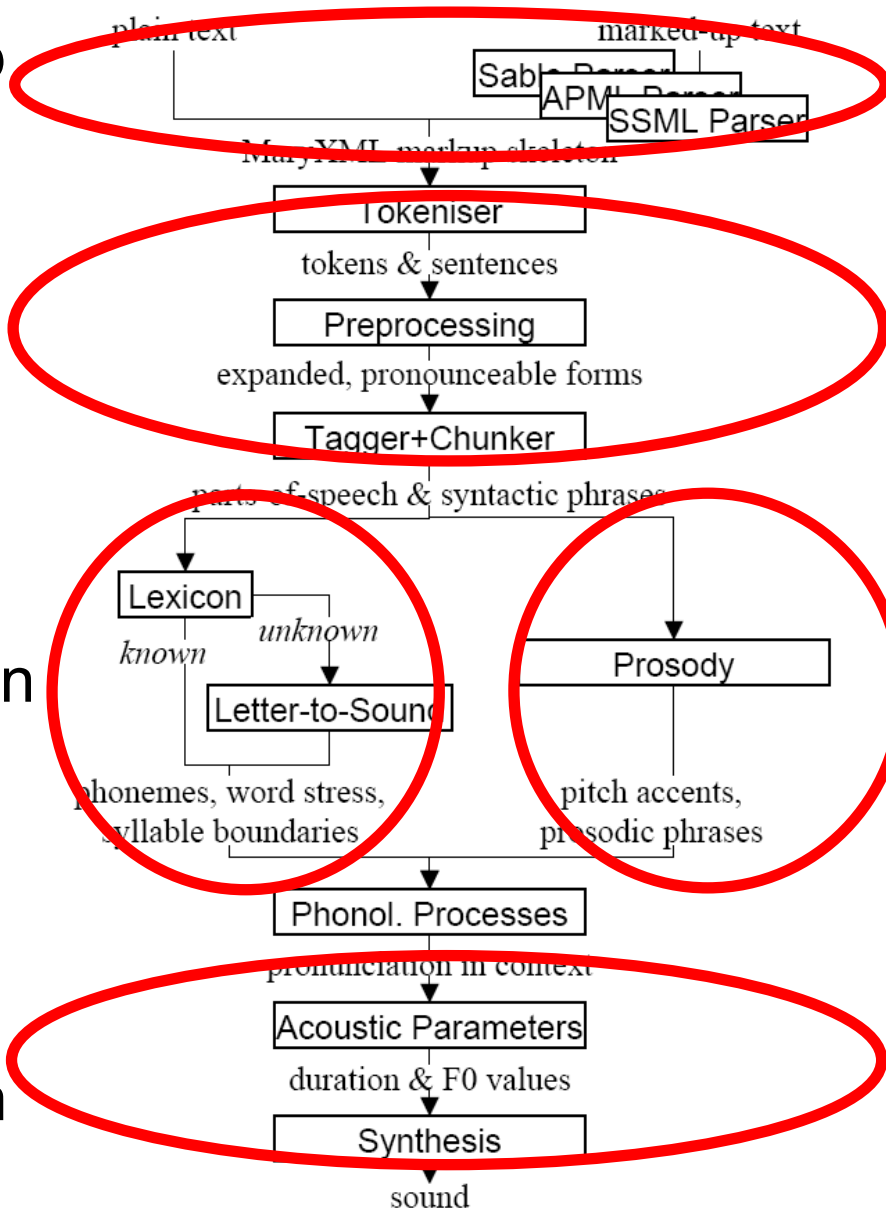 plain text
marked-up text
Sable Parser
APML Parser
SSML Parser
MaryXML markup skeleton
Tokeniser
tokens & sentences
Preprocessing
expanded, pronounceable forms
Tagger+Chunker
parts-of-speech & syntactic phrases
Lexicon
known
unknown
Letter-to-Sound
Prosody
phonemes, word stress,
syllable boundaries
pitch accents,
prosodic phrases
Phonol. Processes
pronunciation in context
Acoustic Parameters
duration & F0 values
Synthesis
sound